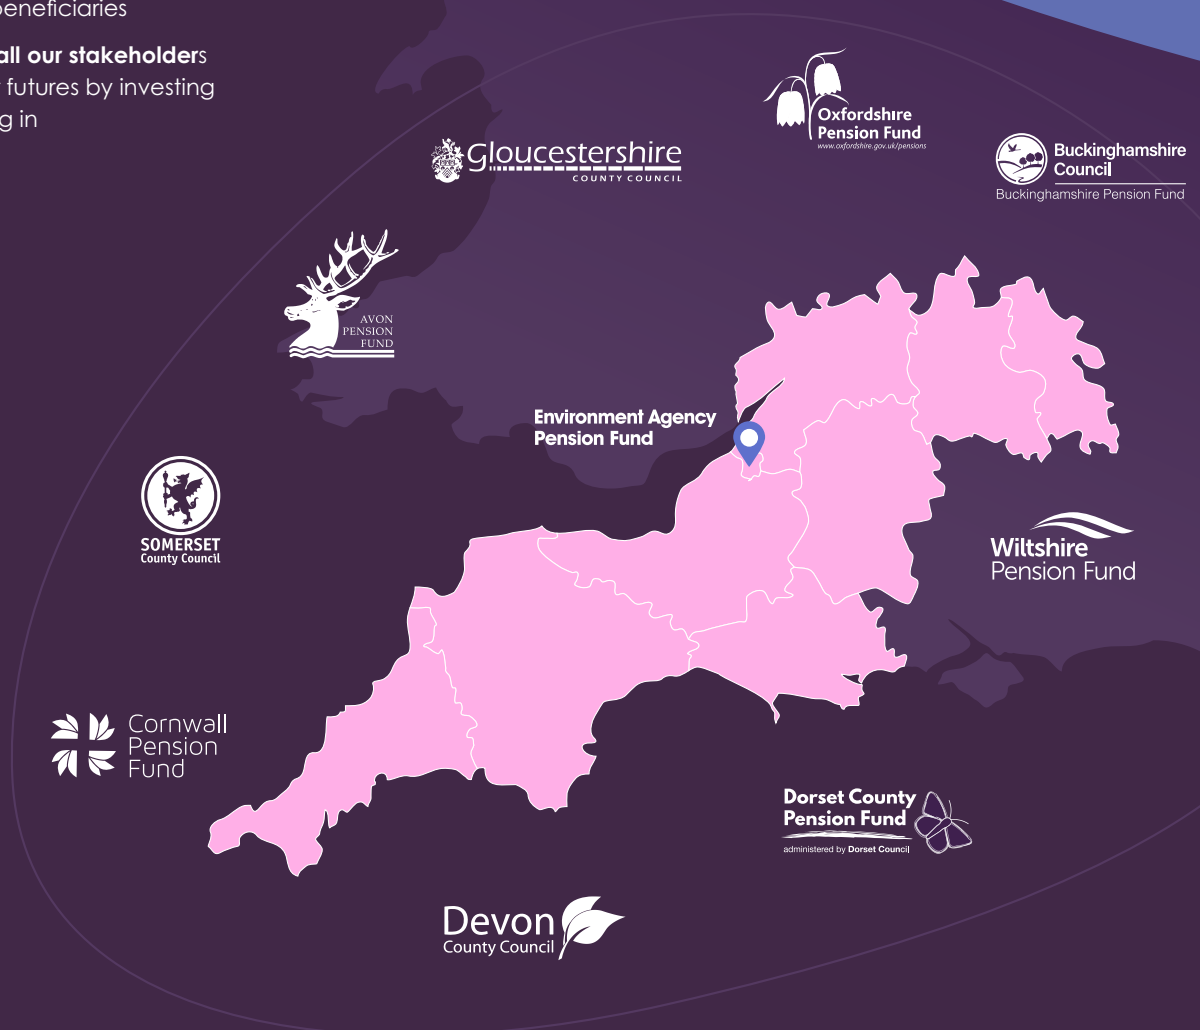 beneficiaries
all our stakeholders
futures by investing
g in
Oxfordshire
Pension Fund
www.oxfordshire.gov.uk/pensions
Gloucestershire
COUNTY COUNCIL
Buckinghamshire
Council
Buckinghamshire Pension Fund
AVON
PENSION
FUND
Environment Agency
Pension Fund
SOMERSET
County Council
Wiltshire
Pension Fund
Cornwall
Pension
Fund
Dorset County
Pension Fund
administered by Dorset Council
Devon
County Council